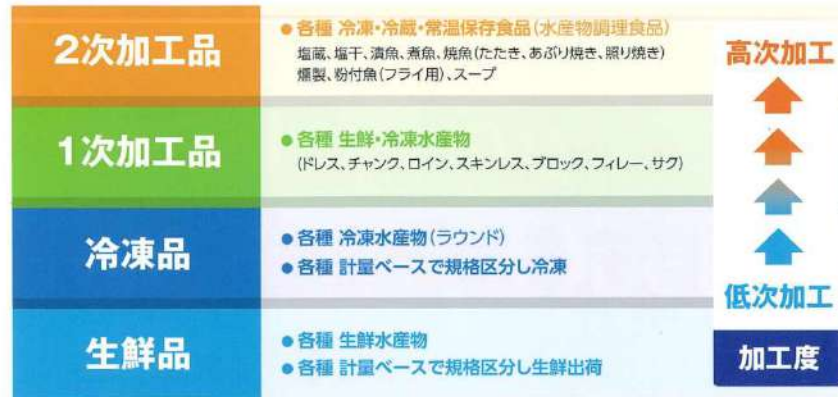 2次加工品
●各種 冷凍・冷蔵・常温保存食品(水産物調理食品)
塩蔵、塩干、漬魚、煮魚、焼魚(たたき、あぶり焼き、照り焼き)
燻製、粉付魚(フライ用)、スープ
1次加工品
●各種 生鮮・冷凍水産物
(ドレス、チャンク、ロイン、スキンレス、ブロック、フィレー、サク)
冷凍品
●各種 冷凍水産物(ラウンド)
●各種 計量ベースで規格区分し冷凍
生鮮品
●各種 生鮮水産物
●各種 計量ベースで規格区分し生鮮出荷
高次加工
低次加工
加工度